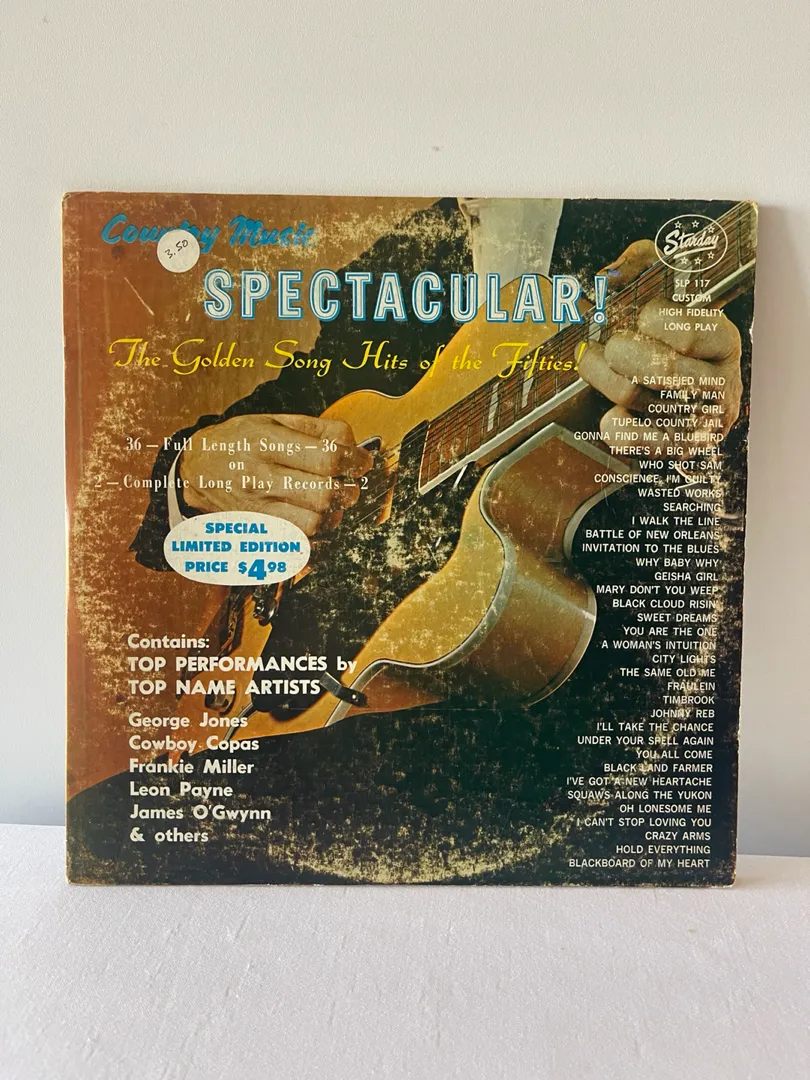 Country Music
3.50
SPECTACULAR!
The Golden Song Hits of the Fifties!
Starday
SLP 117
CUSTOM
HIGH FIDELITY
LONG PLAY
36 — Full Length Songs — 36
on
2 — Complete Long Play Records — 2
SPECIAL
LIMITED EDITION
PRICE $4.98
Contains:
TOP PERFORMANCES by
TOP NAME ARTISTS
George Jones
Cowboy Copas
Frankie Miller
Leon Payne
James O'Gwynn
& others
A SATISFIED MIND
FAMILY MAN
COUNTRY GIRL
TUPELO COUNTY JAIL
GONNA FIND ME A BLUEBIRD
THERE'S A BIG WHEEL
WHO SHOT SAM
CONSCIENCE, I'M GUILTY
WASTED WORKS
SEARCHING
I WALK THE LINE
BATTLE OF NEW ORLEANS
INVITATION TO THE BLUES
WHY BABY WHY
GEISHA GIRL
MARY DON'T YOU WEEP
BLACK CLOUD RISIN'
SWEET DREAMS
YOU ARE THE ONE
A WOMAN'S INTUITION
CITY LIGHTS
THE SAME OLD ME
FRAULEIN
TIMBROOK
JOHNNY REB
I'LL TAKE THE CHANCE
UNDER YOUR SPELL AGAIN
YOU ALL COME
BLACK LAND FARMER
I'VE GOT A NEW HEARTACHE
SQUAWS ALONG THE YUKON
OH LONESOME ME
I CAN'T STOP LOVING YOU
CRAZY ARMS
HOLD EVERYTHING
BLACKBOARD OF MY HEART